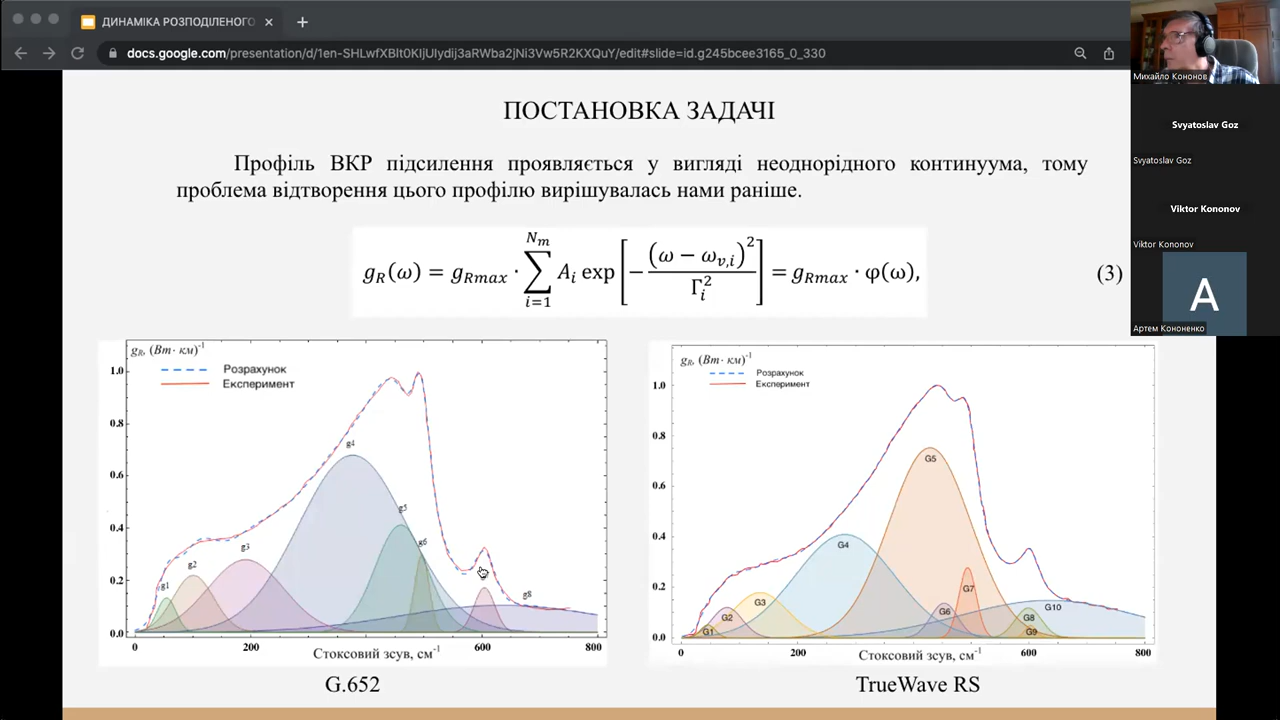 ДИНАМІКА РОЗПОДІЛЕНОГО
docs.google.com/presentation/d/1en-SHLwfXBlt0KIjUlydij3aRWba2jNi3Vw5R2KXQuY/edit#slide=id.g245bcee3165_0_330
ПОСТАНОВКА ЗАДАЧІ
Профіль ВКР підсилення проявляється у вигляді неоднорідного континуума, тому
проблема відтворення цього профілю вирішувалась нами раніше.
g_R(ω) = g_Rmax · ∑_{i=1}^{N_m} A_i exp[−(ω − ω_{v,i})²/Γ_i²] = g_Rmax · φ(ω), (3)
g_R, (Вт· км)⁻¹
Розрахунок
Експеримент
1.0
0.8
0.6
0.4
0.2
0.0
g1
g2
g3
g4
g5
g6
g8
0 200 400 600 800
Стоксовий зсув, см⁻¹
G.652
g_R, (Вт· км)⁻¹
Розрахунок
Експеримент
1.0
0.8
0.6
0.4
0.2
0.0
G1
G2
G3
G4
G5
G6
G7
G8
G9
G10
0 200 400 600 800
Стоксовий зсув, см⁻¹
TrueWave RS
Михайло Кононов
Svyatoslav Goz
Svyatoslav Goz
Viktor Kononov
Viktor Kononov
A
Артем Кононенко